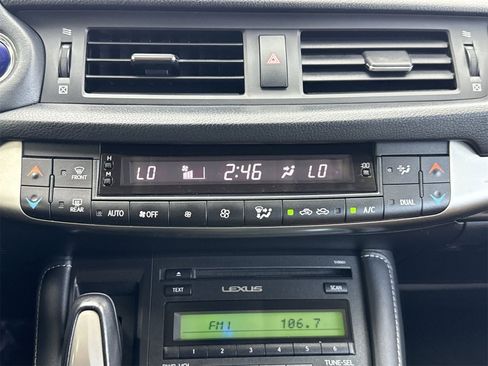 H
M
LO 2:46 LO
:00
FRONT
REAR
AUTO OFF A/C DUAL
TEXT LEXUS SCAN
FM1 106.7
1 2 3 4 5 6
TUNE·SEL